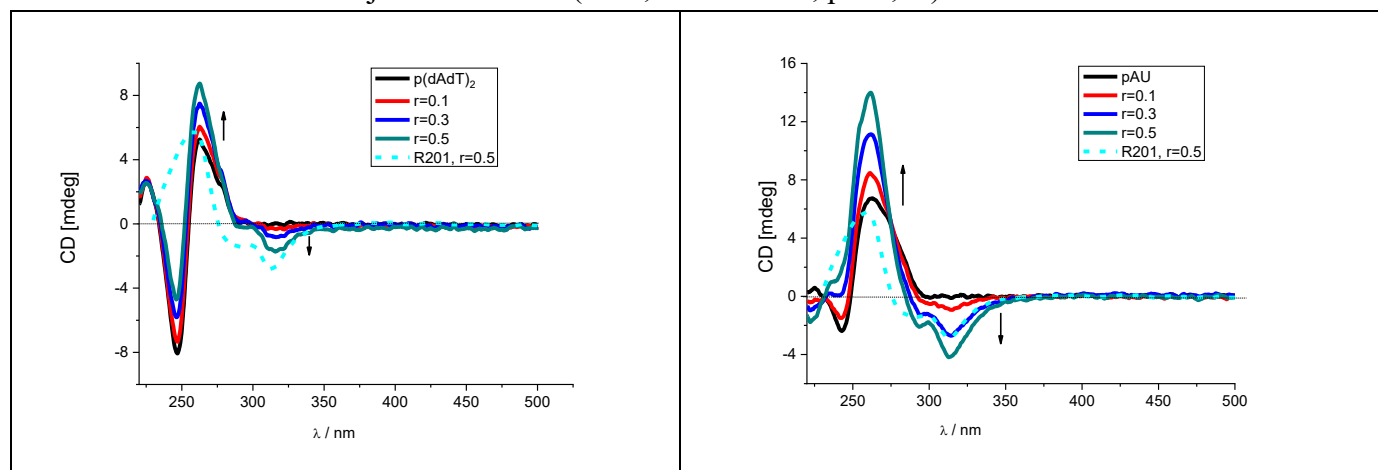 p(dAdT)2
r=0.1
r=0.3
r=0.5
R201, r=0.5
CD [mdeg]
8
4
0
-4
-8
250 300 350 400 450 500
λ / nm
pAU
r=0.1
r=0.3
r=0.5
R201, r=0.5
CD [mdeg]
16
12
8
4
0
-4
250 300 350 400 450 500
λ / nm